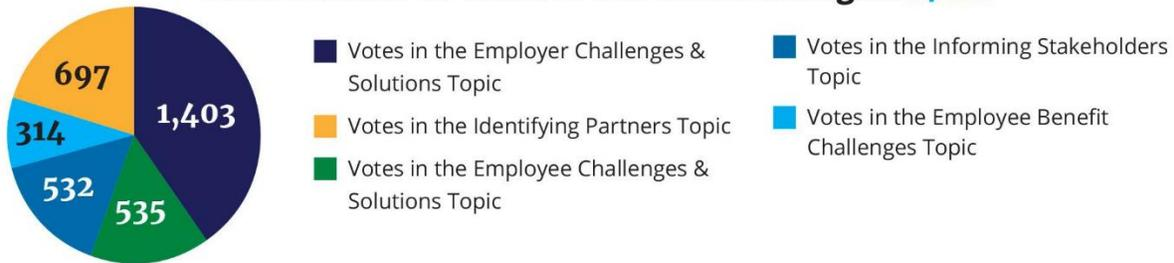 697
1,403
314
532
535
Votes in the Employer Challenges &
Solutions Topic
Votes in the Identifying Partners Topic
Votes in the Employee Challenges &
Solutions Topic
Votes in the Informing Stakeholders
Topic
Votes in the Employee Benefit
Challenges Topic